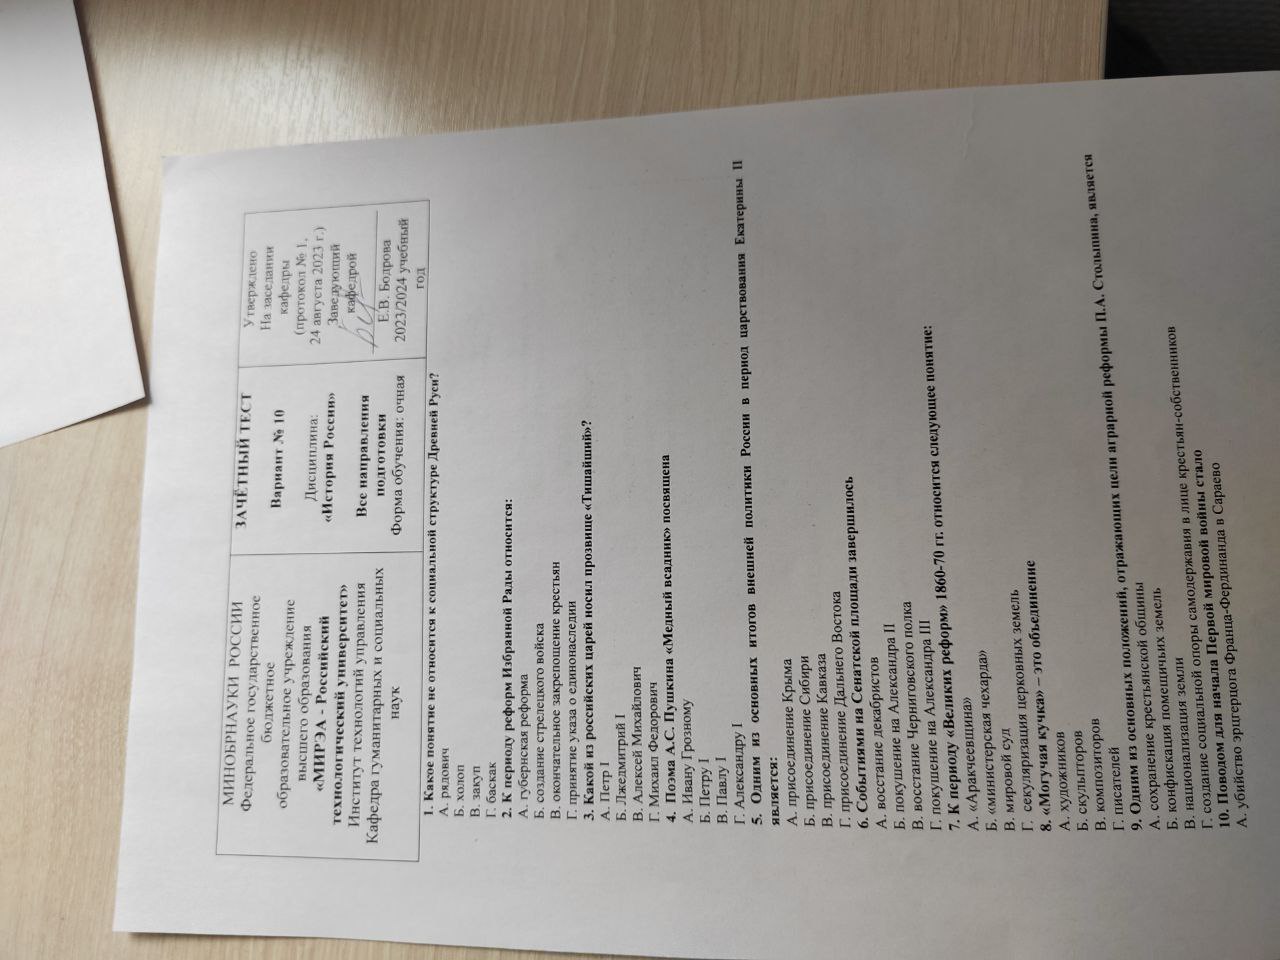 МИНОБРНАУКИ РОССИИ
Федеральное государственное
бюджетное
образовательное учреждение
высшего образования
«МИРЭА - Российский
технологический университет»
Институт технологий управления
Кафедра гуманитарных и социальных
наук
ЗАЧЁТНЫЙ ТЕСТ
Вариант № 10
Дисциплина:
«История России»
Все направления
подготовки
Форма обучения: очная
Утверждено
На заседании
кафедры
(протокол № 1,
24 августа 2023 г.)
Заведующий
кафедрой
Е.В. Бодрова
2023/2024 учебный
год
1. Какое понятие не относится к социальной структуре Древней Руси?
А. рядович
Б. холоп
В. закуп
Г. баскак
2. К периоду реформ Избранной Рады относится:
А. губернская реформа
Б. создание стрелецкого войска
В. окончательное закрепощение крестьян
Г. принятие указа о единонаследии
3. Какой из российских царей носил прозвище «Тишайший»?
А. Петр I
Б. Лжедмитрий I
В. Алексей Михайлович
Г. Михаил Федорович
4. Поэма А.С. Пушкина «Медный всадник» посвящена
А. Ивану Грозному
Б. Петру I
В. Павлу I
Г. Александру I
5. Одним из основных итогов внешней политики России в период царствования Екатерины II
является:
А. присоединение Крыма
Б. присоединение Сибири
В. присоединение Кавказа
Г. присоединение Дальнего Востока
6. Событиями на Сенатской площади завершилось
А. восстание декабристов
Б. покушение на Александра II
В. восстание Черниговского полка
Г. покушение на Александра III
7. К периоду «Великих реформ» 1860-70 гг. относится следующее понятие:
А. «Аракчеевщина»
Б. «министерская чехарда»
В. мировой суд
Г. секуляризация церковных земель
8. «Могучая кучка» – это объединение
А. художников
Б. скульпторов
В. композиторов
Г. писателей
9. Одним из основных положений, отражающих цели аграрной реформы П.А. Столыпина, является
А. сохранение крестьянской общины
Б. конфискация помещичьих земель
В. национализация земли
Г. создание социальной опоры самодержавия в лице крестьян-собственников
10. Поводом для начала Первой мировой войны стало
А. убийство эрцгерцога Франца-Фердинанда в Сараево